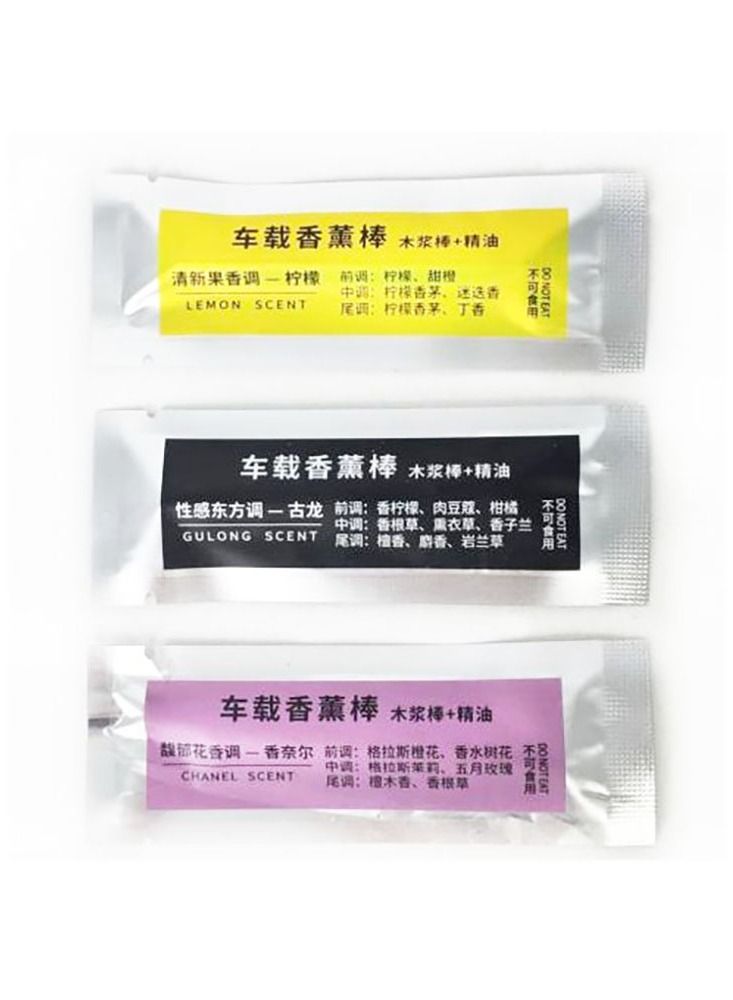 车载香薰棒 木浆棒+精油
清新果香调 — 柠檬
LEMON SCENT
前调：柠檬、甜橙
中调：柠檬香茅、迷迭香
尾调：柠檬香茅、丁香
DO NOT EAT
不可食用
车载香薰棒 木浆棒+精油
性感东方调 — 古龙
GULONG SCENT
前调：香柠檬、肉豆蔻、柑橘
中调：香根草、薰衣草、香子兰
尾调：檀香、麝香、岩兰草
DO NOT EAT
不可食用
车载香薰棒 木浆棒+精油
馥郁花香调 — 香奈尔
CHANEL SCENT
前调：格拉斯橙花、香水树花
中调：格拉斯茉莉、五月玫瑰
尾调：檀木香、香根草
DO NOT EAT
不可食用